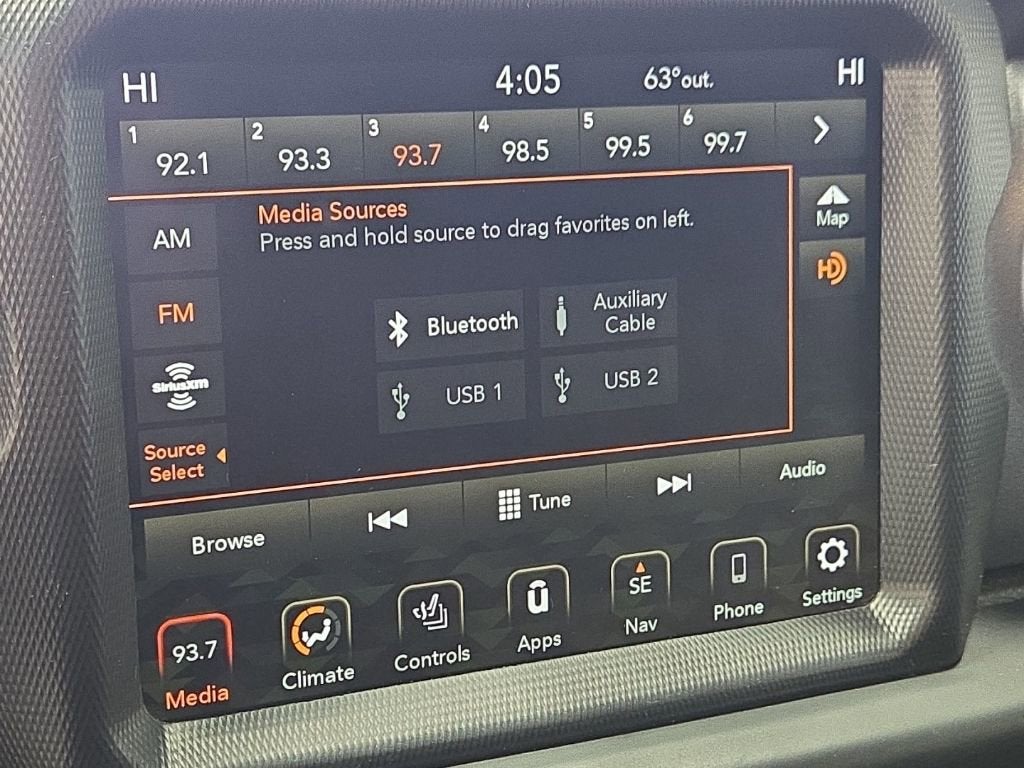 HI 4:05 63° out. HI
1 92.1 2 93.3 3 93.7 4 98.5 5 99.5 6 99.7
Media Sources
Press and hold source to drag favorites on left.
AM
FM
SiriusXM
Source
Select
Bluetooth
Auxiliary
Cable
USB 1
USB 2
Map
HD
Browse
Tune
Audio
93.7
Media
Climate
Controls
u
Apps
SE
Nav
Phone
Settings